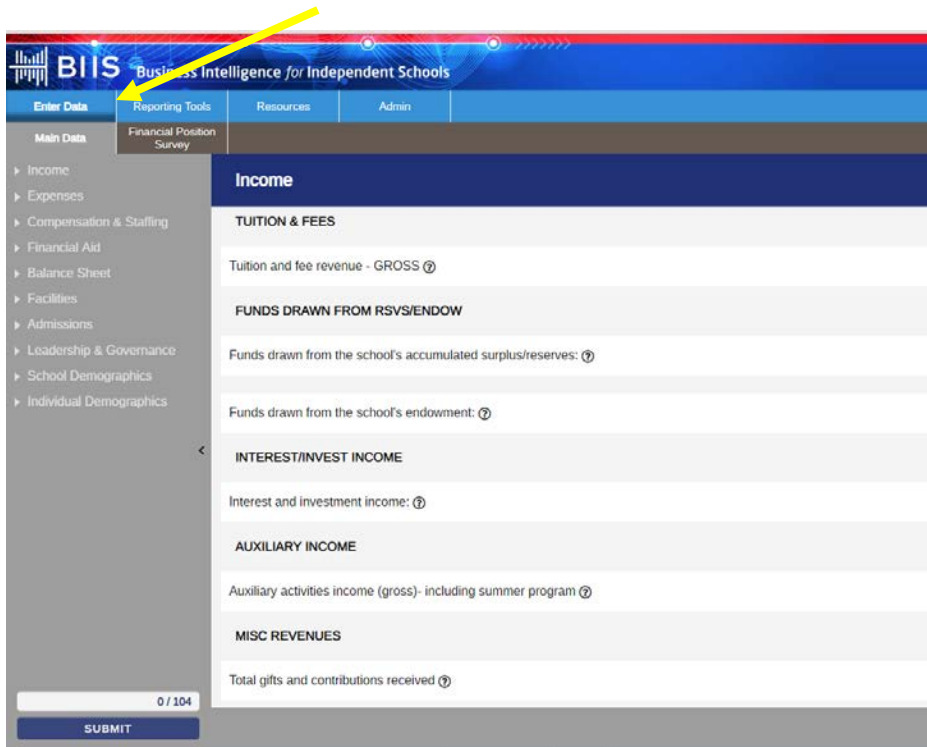 BIIS Business Intelligence for Independent Schools
Enter Data Reporting Tools Resources Admin
Main Data Financial Position
Survey
Income
Expenses
Compensation & Staffing
Financial Aid
Balance Sheet
Facilities
Admissions
Leadership & Governance
School Demographics
Individual Demographics
0 / 104
SUBMIT
Income
TUITION & FEES
Tuition and fee revenue - GROSS ?
FUNDS DRAWN FROM RSVS/ENDOW
Funds drawn from the school's accumulated surplus/reserves: ?
Funds drawn from the school's endowment: ?
INTEREST/INVEST INCOME
Interest and investment income: ?
AUXILIARY INCOME
Auxiliary activities income (gross)- including summer program ?
MISC REVENUES
Total gifts and contributions received ?